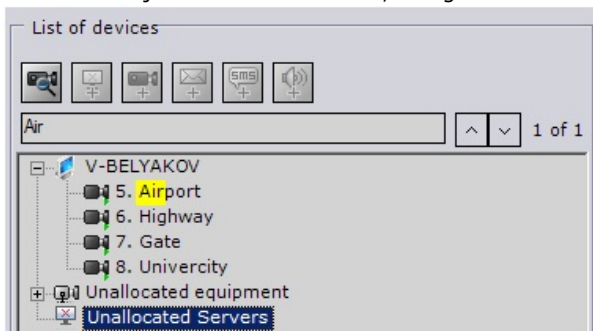 List of devices
SMS
Air
1 of 1
V-BELYAKOV
5. Airport
6. Highway
7. Gate
8. Univercity
Unallocated equipment
Unallocated Servers